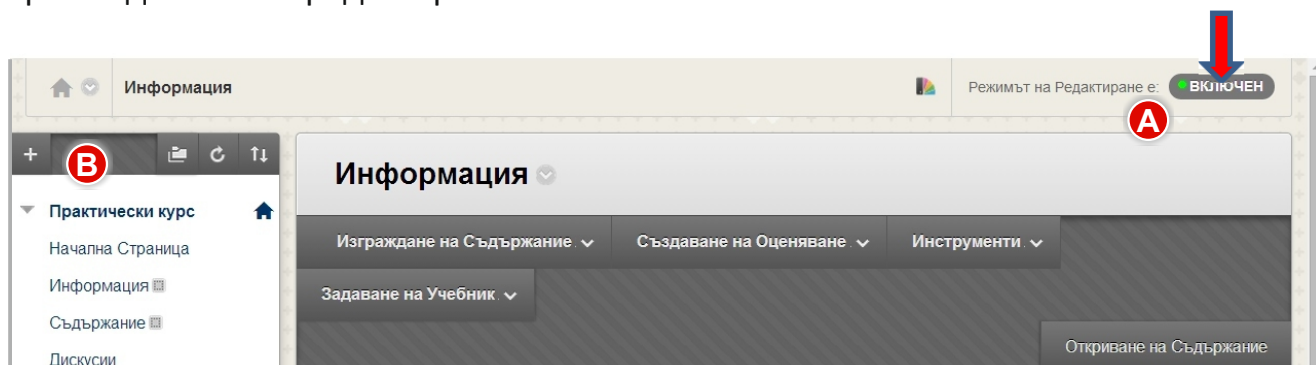 Информация
Режимът на Редактиране е: ВКЛЮЧЕН
A
B
Информация
Практически курс
Начална Страница
Информация
Съдържание
Дискусии
Изграждане на Съдържание
Създаване на Оценяване
Инструменти
Задаване на Учебник
Откриване на Съдържание